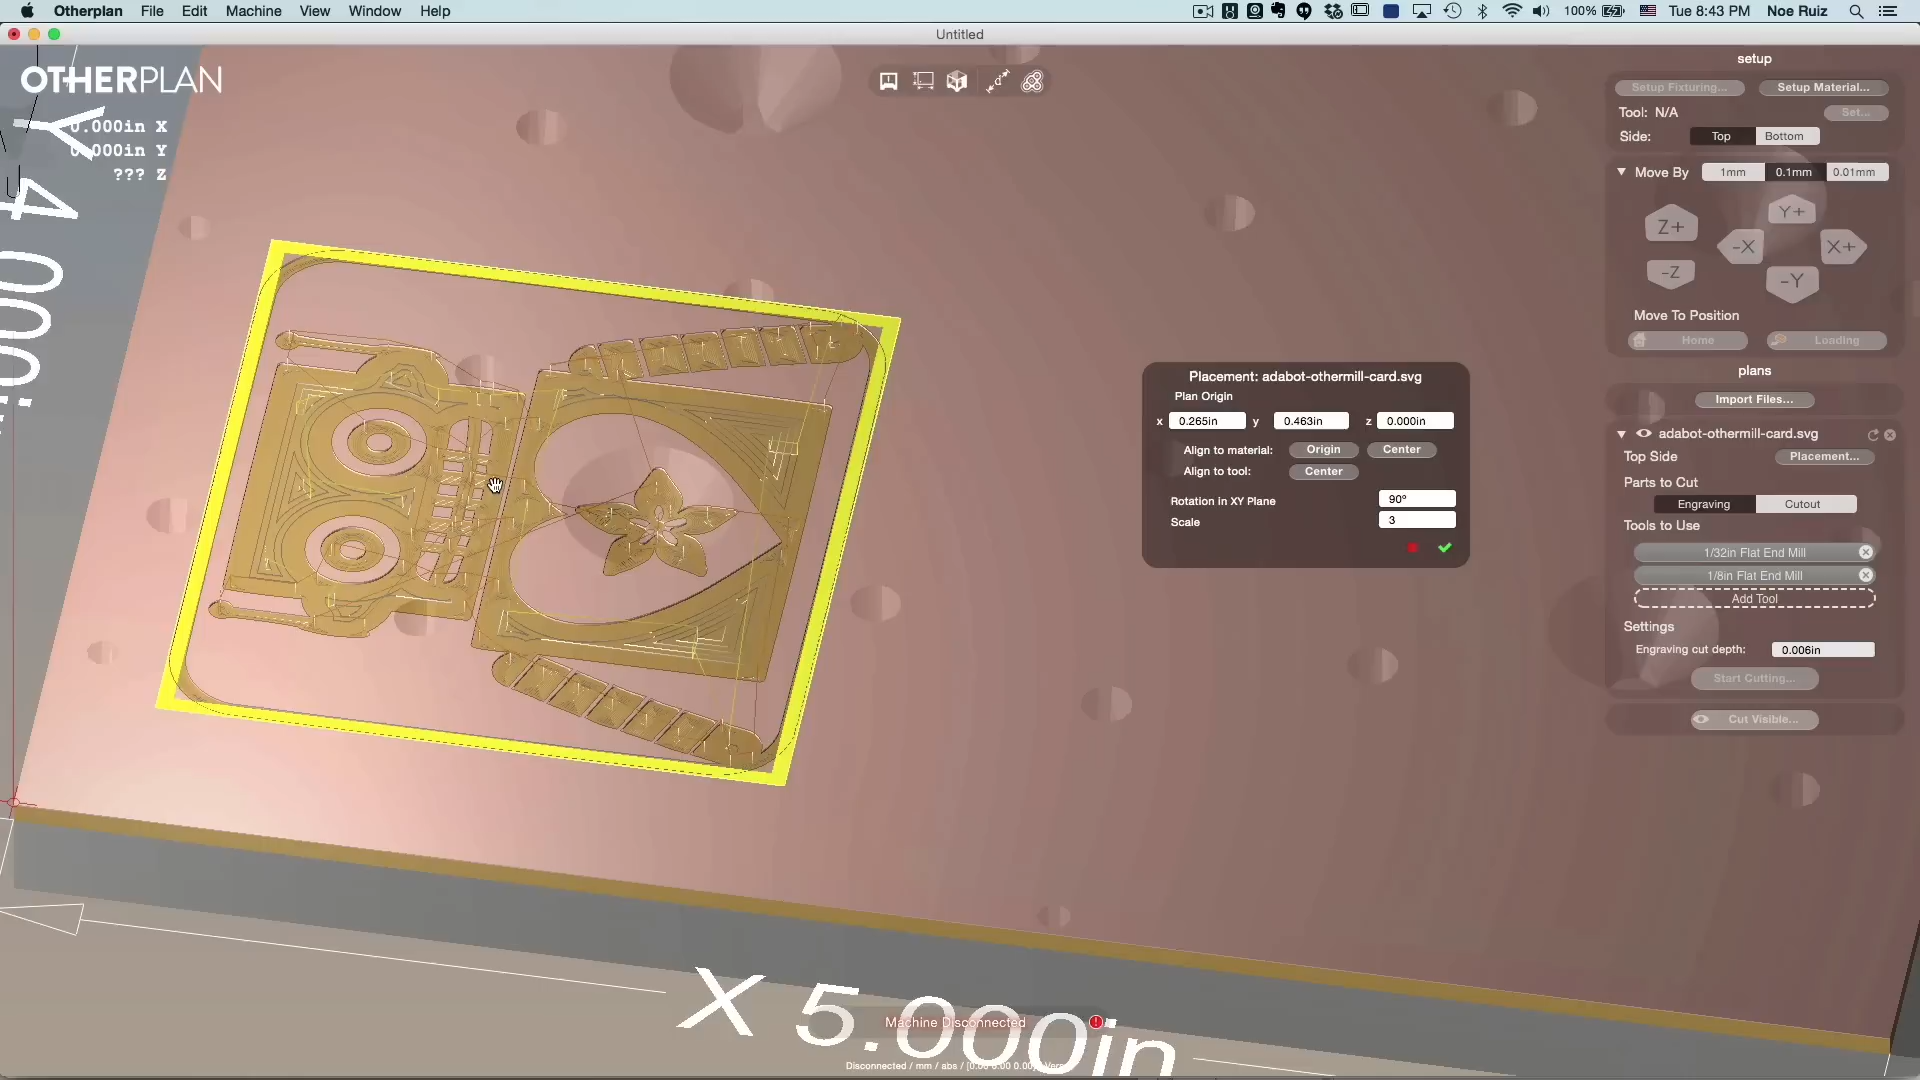 Otherplan File Edit Machine View Window Help
100% Tue 8:43 PM Noe Ruiz
Untitled
OTHERPLAN
0.000in X
0.000in Y
??? Z
Y 4.000in
setup
Setup Fixturing... Setup Material...
Tool: N/A Set...
Side: Top Bottom
Move By 1mm 0.1mm 0.01mm
Z+ Y+
-X X+
-Z -Y
Move To Position
Home Loading
plans
Import Files...
adabot-othermill-card.svg
Top Side Placement...
Parts to Cut
Engraving Cutout
Tools to Use
1/32in Flat End Mill
1/8in Flat End Mill
Add Tool
Settings
Engraving cut depth: 0.006in
Start Cutting...
Cut Visible...
Placement: adabot-othermill-card.svg
Plan Origin
x 0.265in y 0.463in z 0.000in
Align to material: Origin Center
Align to tool: Center
Rotation in XY Plane 90°
Scale 3
X 5.000in
Machine Disconnected
Disconnected / mm / abs /